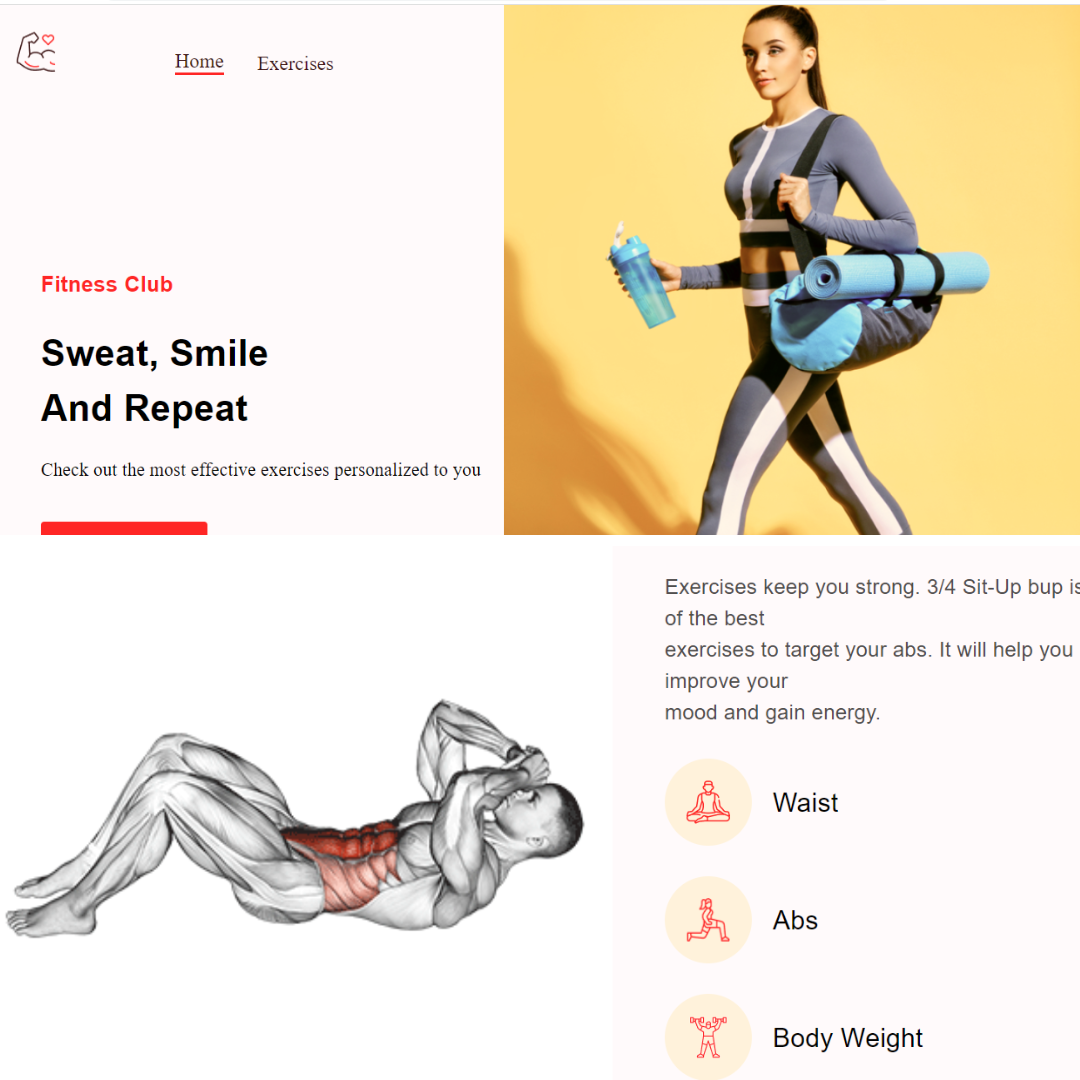 Home
Exercises
Fitness Club
Sweat, Smile
And Repeat
Check out the most effective exercises personalized to you
Exercises keep you strong. 3/4 Sit-Up bup is
of the best
exercises to target your abs. It will help you
improve your
mood and gain energy.
Waist
Abs
Body Weight